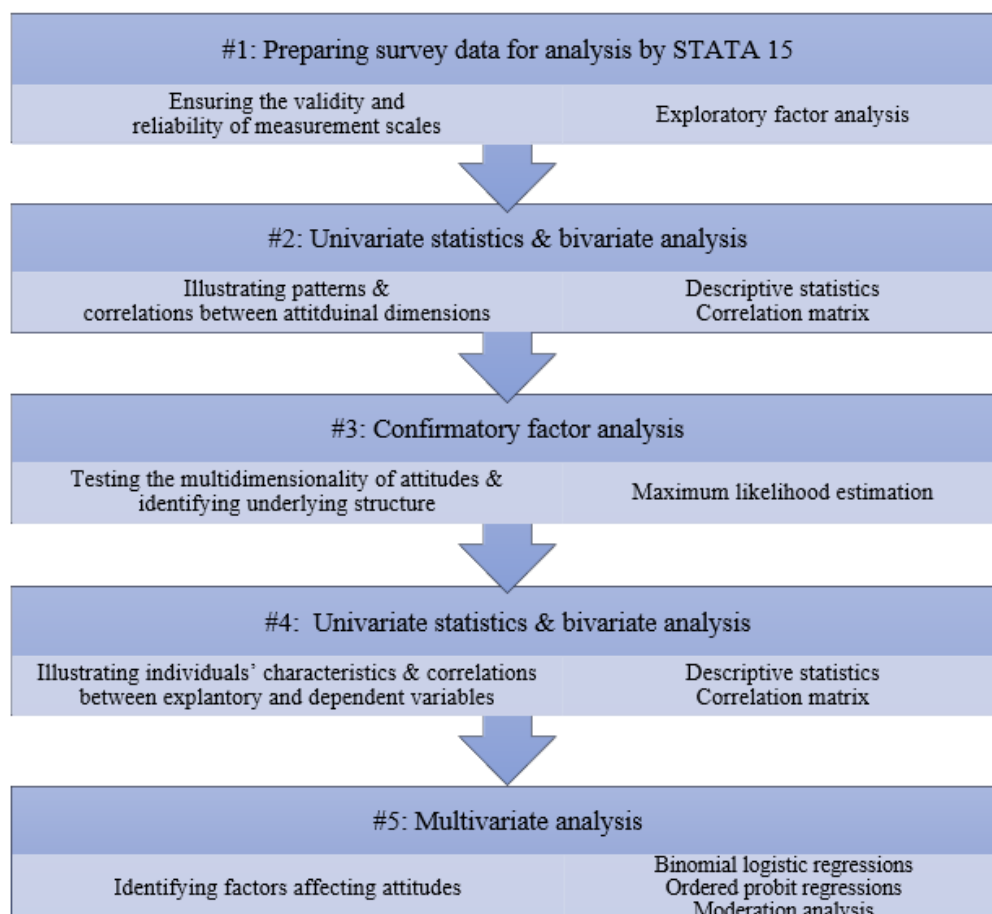 #1: Preparing survey data for analysis by STATA 15
Ensuring the validity and
reliability of measurement scales
Exploratory factor analysis
#2: Univariate statistics & bivariate analysis
Illustrating patterns &
correlations between attitduinal dimensions
Descriptive statistics
Correlation matrix
#3: Confirmatory factor analysis
Testing the multidimensionality of attitudes &
identifying underlying structure
Maximum likelihood estimation
#4:  Univariate statistics & bivariate analysis
Illustrating individuals’ characteristics & correlations
between explantory and dependent variables
Descriptive statistics
Correlation matrix
#5: Multivariate analysis
Identifying factors affecting attitudes
Binomial logistic regressions
Ordered probit regressions
Moderation analysis